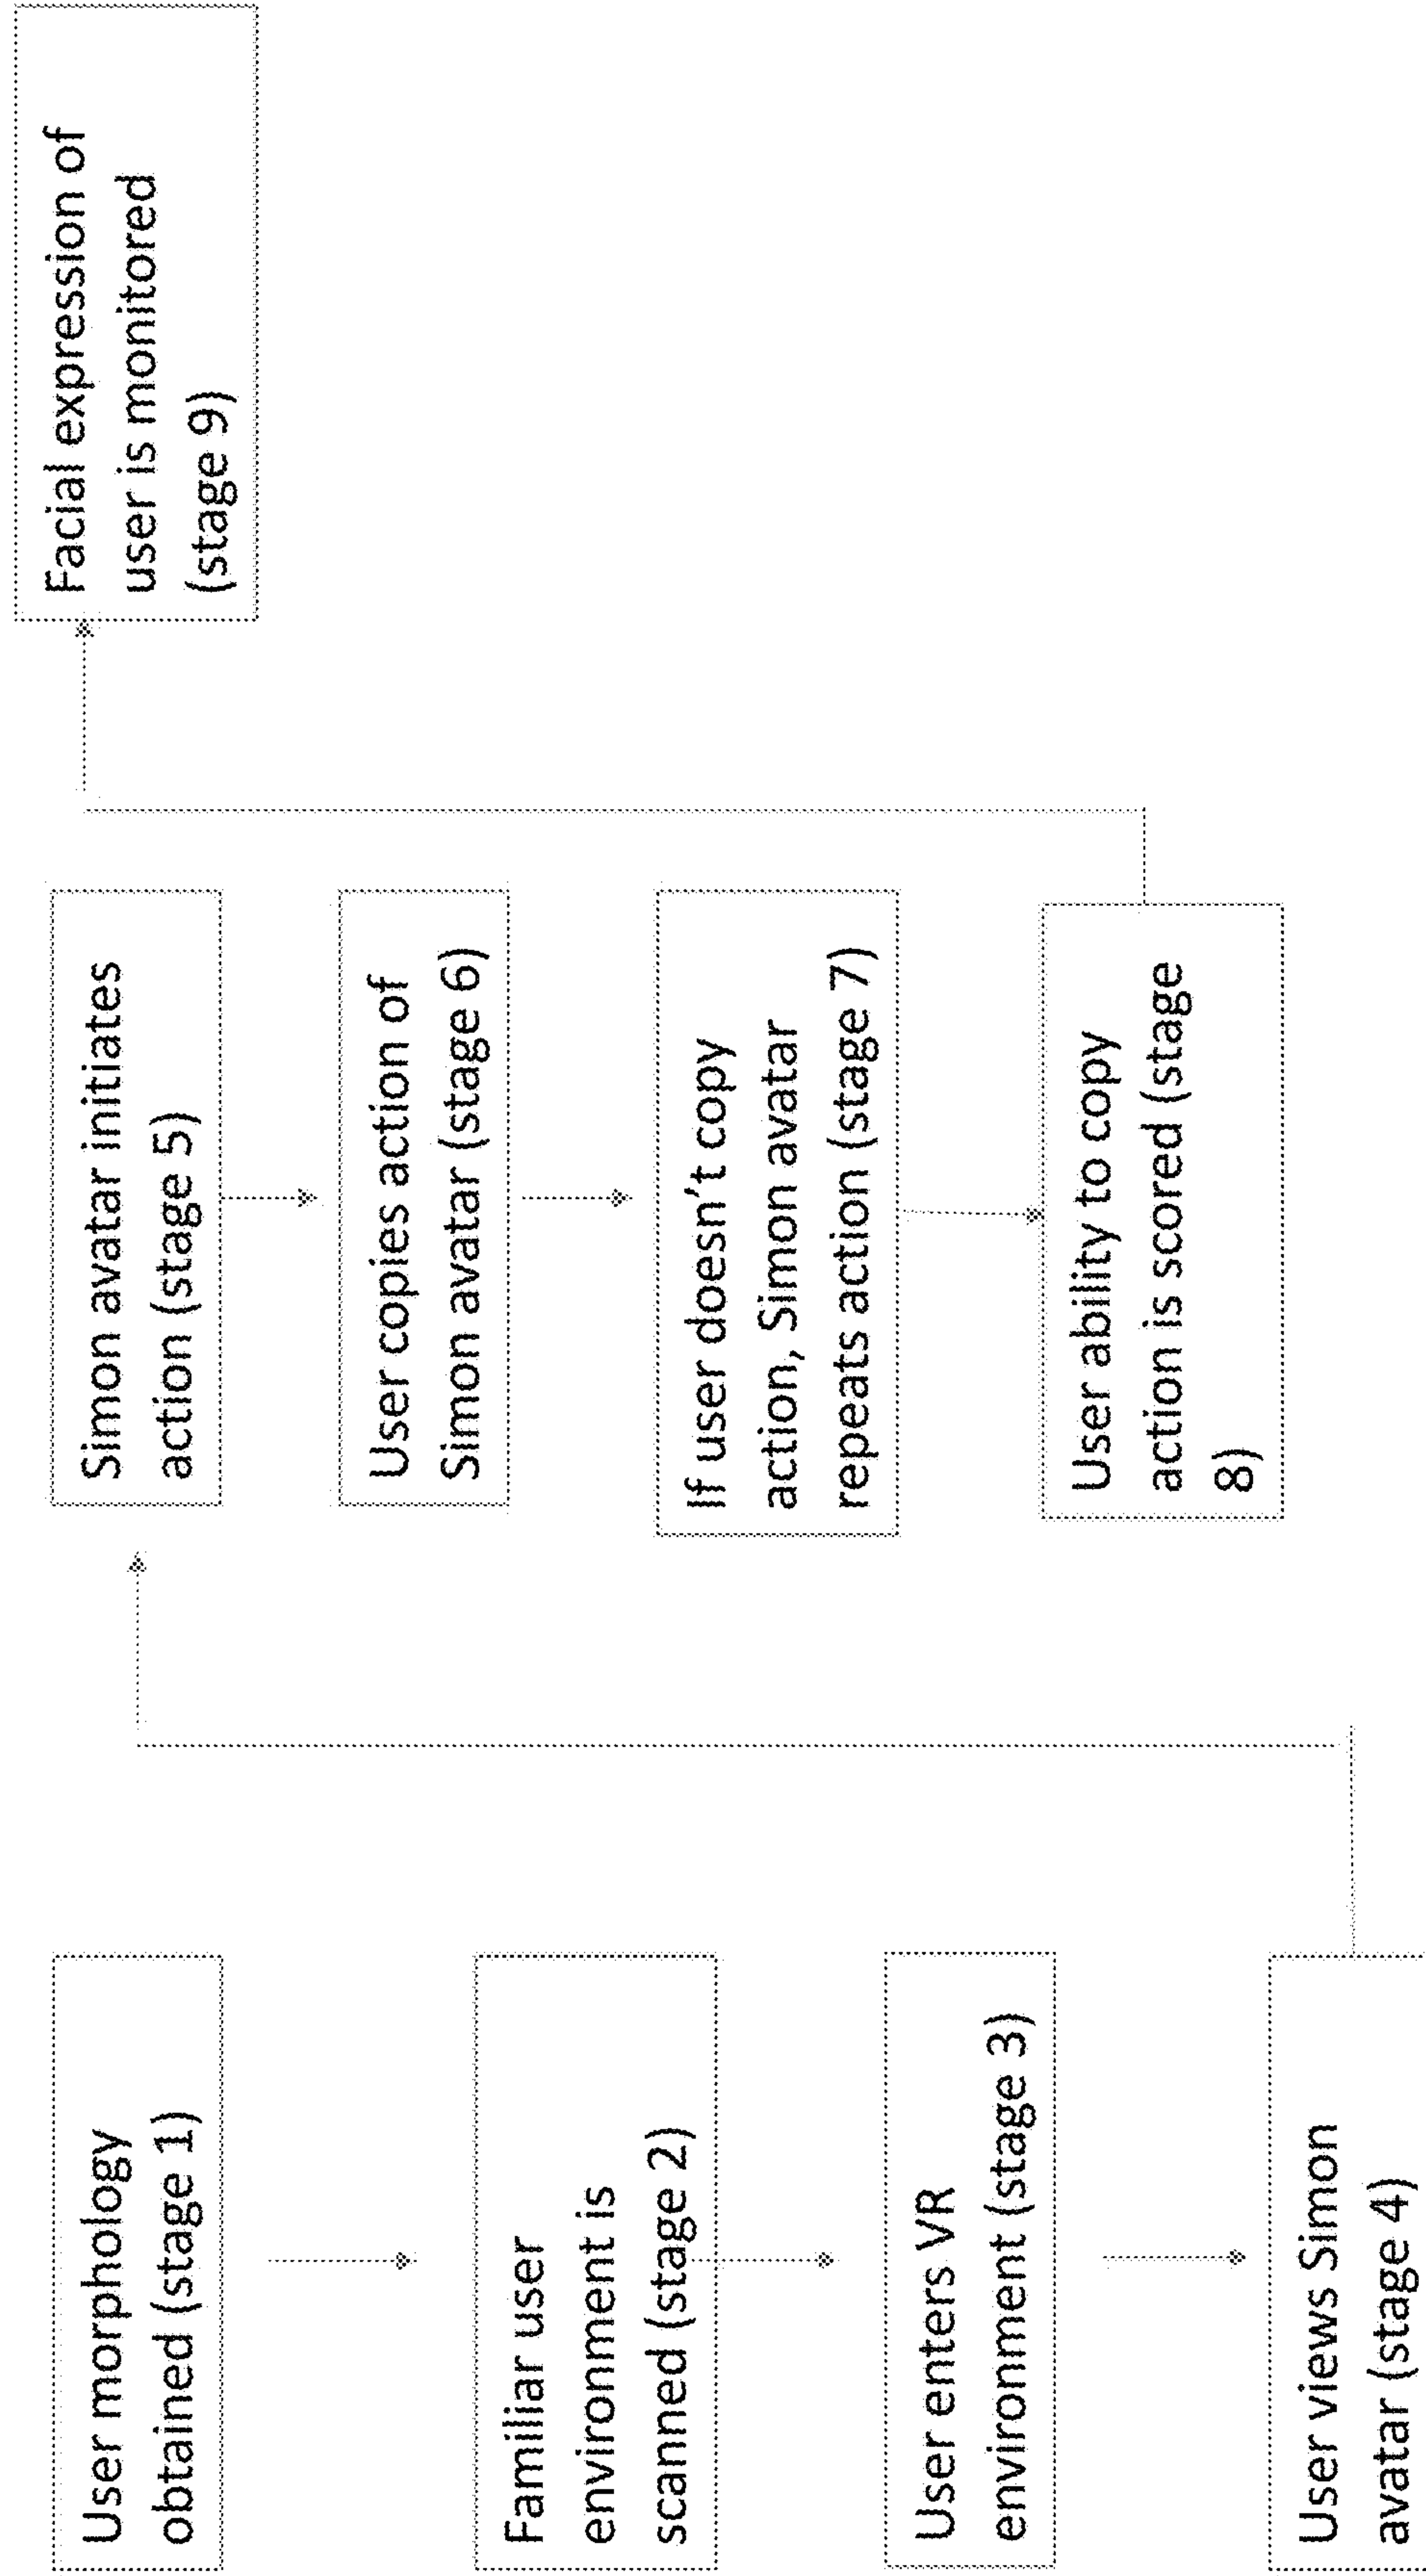 User morphology
obtained (stage 1)
Familiar user
environment is
scanned (stage 2)
User enters VR
environment (stage 3)
User views Simon
avatar (stage 4)
Simon avatar initiates
action (stage 5)
User copies action of
Simon avatar (stage 6)
If user doesn't copy
action, Simon avatar
repeats action (stage 7)
User ability to copy
action is scored (stage
8)
Facial expression of
user is monitored
(stage 9)